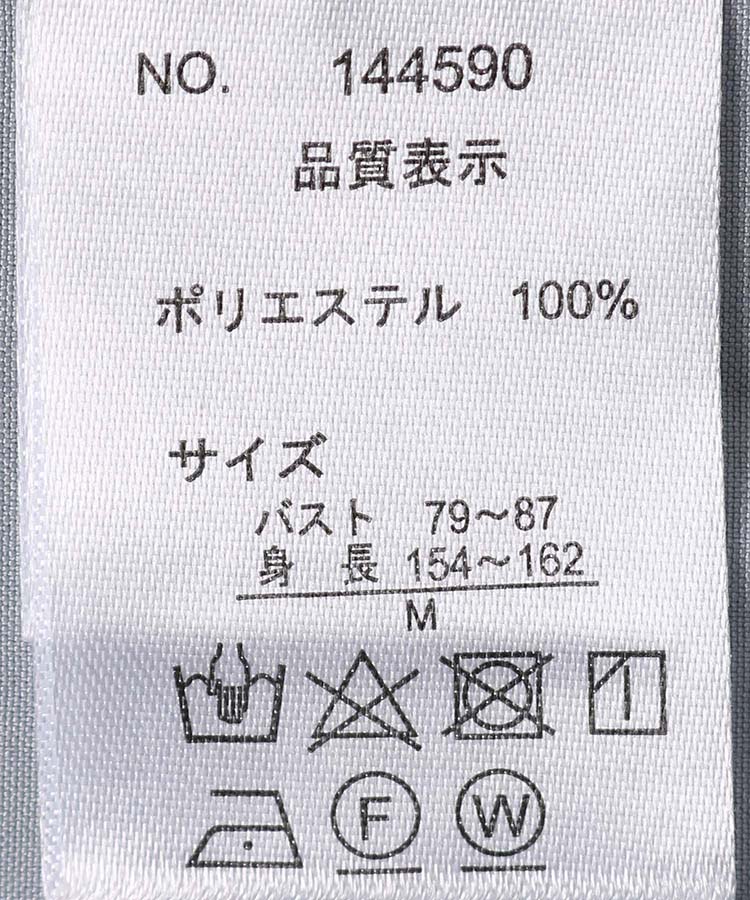 NO. 144590
品質表示
ポリエステル 100%
サイズ
バスト 79～87
身 長 154～162
M
F W